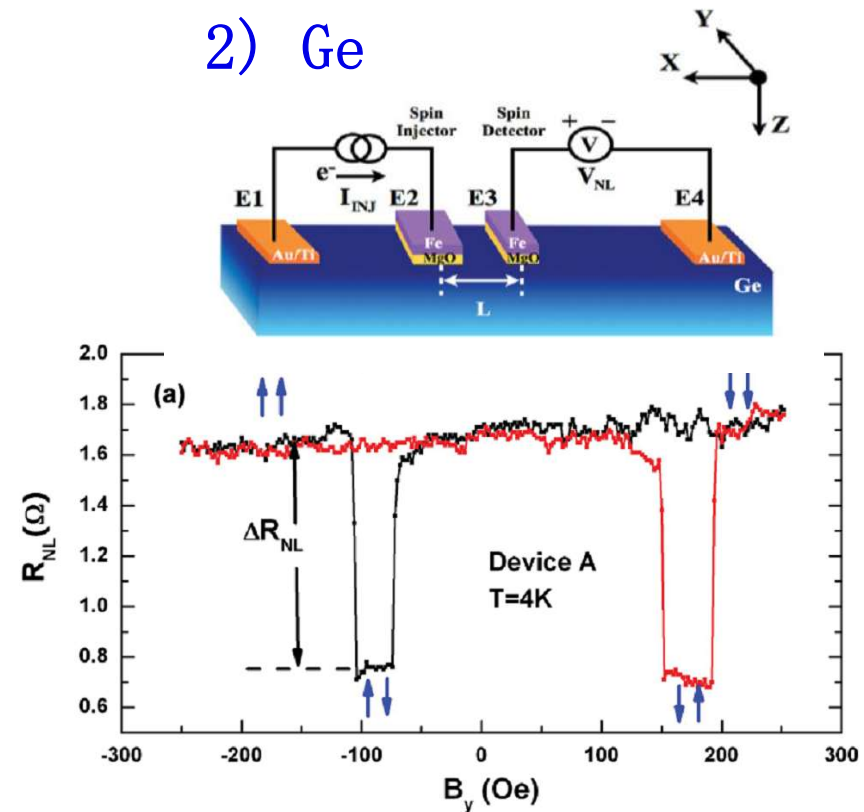 2) Ge
Y
X
Z
Spin
Injector
Spin
Detector
+ −
V
V_NL
e-
I_INJ
E1 E2 E3 E4
Au/Ti Fe Fe Au/Ti
MgO MgO
Ge
L
(a)
2.0
1.8
1.6
1.4
1.2
1.0
0.8
0.6
R_NL(Ω)
ΔR_NL
Device A
T=4K
-300 -200 -100 0 100 200 300
B_y (Oe)